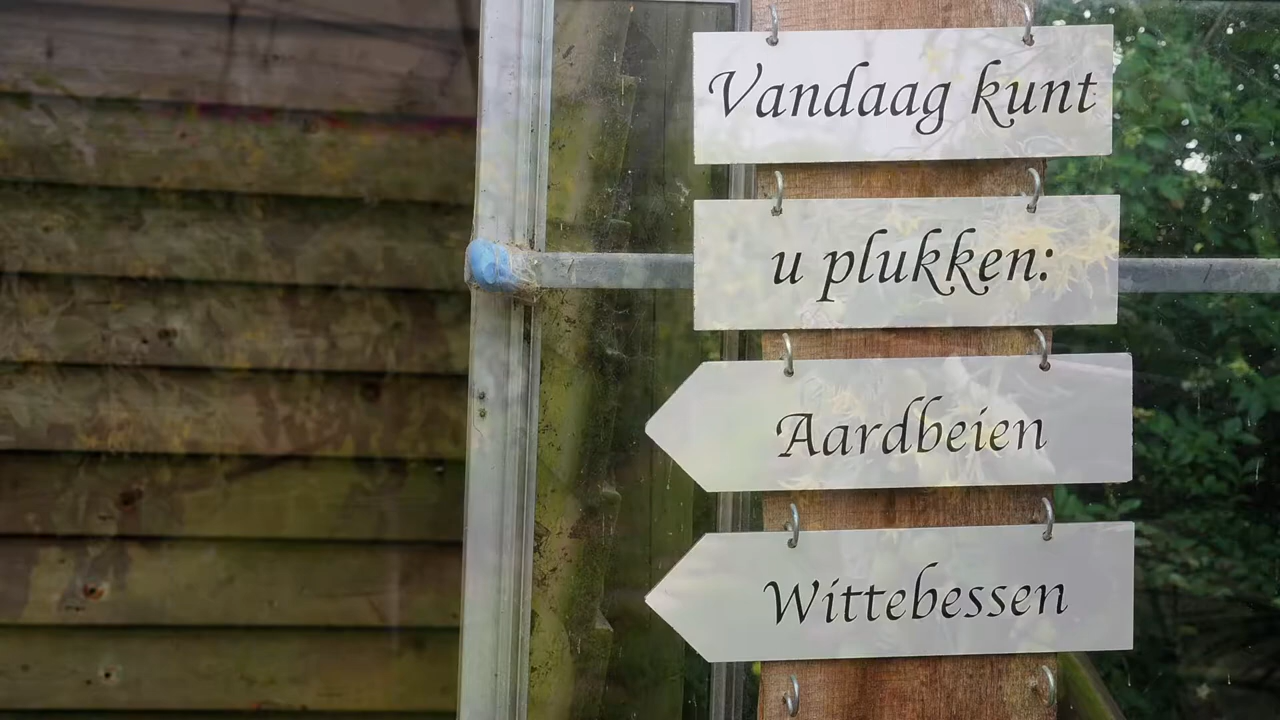 Vandaag kunt
u plukken:
Aardbeien
Wittebessen